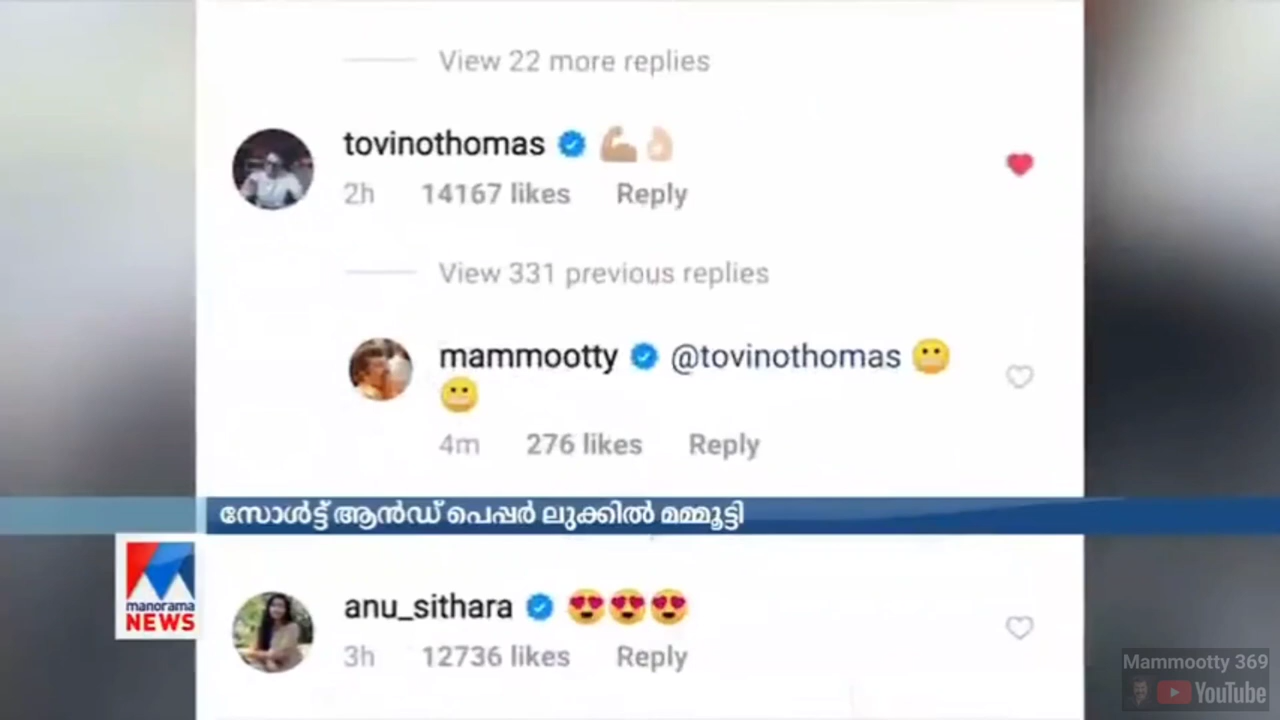 View 22 more replies
tovinothomas 💪🏼👌🏼
2h 14167 likes Reply
View 331 previous replies
mammootty @tovinothomas 😬
😬
4m 276 likes Reply
സോൾട്ട് ആൻഡ് പെപ്പർ ലുക്കിൽ മമ്മൂട്ടി
manorama
NEWS
anu_sithara 😍😍😍
3h 12736 likes Reply
Mammootty 369
YouTube